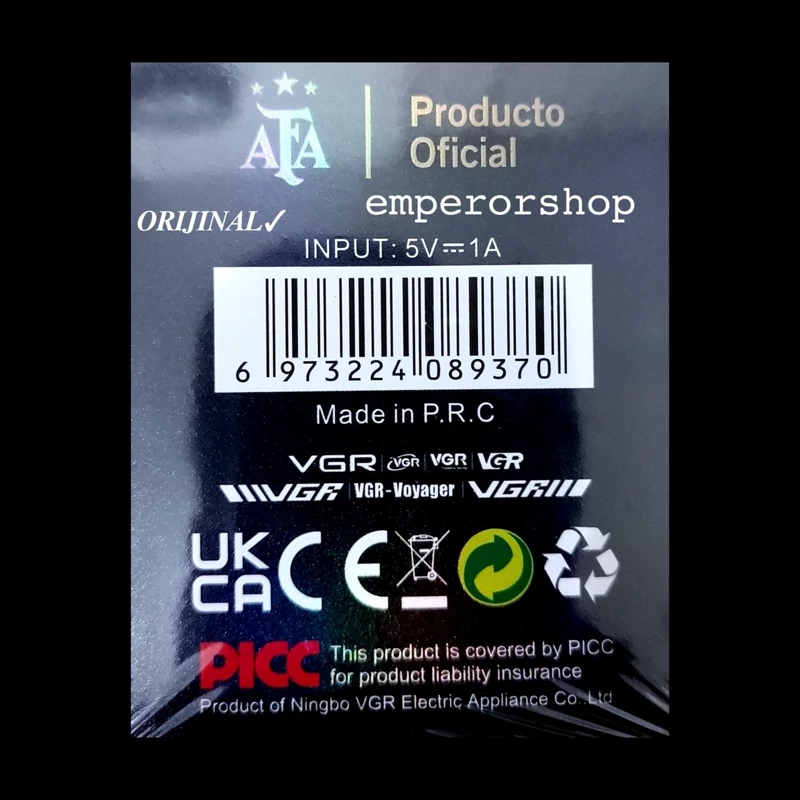 AFA
Producto
Oficial
emperorshop
ORIJINAL✓
INPUT: 5V⎓1A
6 973224 089370
Made in P.R.C
VGR VGR VGR VGR
VGR VGR-Voyager VGR
UK
CA CE
PICC This product is covered by PICC
for product liability insurance
Product of Ningbo VGR Electric Appliance Co.,Ltd